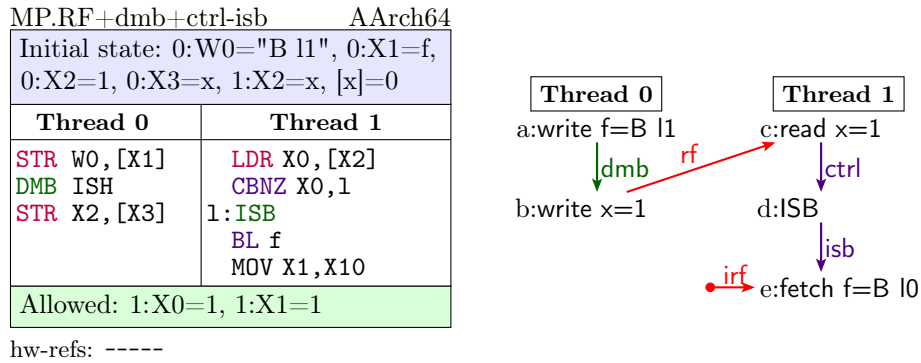 MP.RF+dmb+ctrl-isb AArch64
Initial state: 0:W0="B l1", 0:X1=f,
0:X2=1, 0:X3=x, 1:X2=x, [x]=0
Thread 0 Thread 1
STR W0,[X1] LDR X0,[X2]
DMB ISH CBNZ X0,l
STR X2,[X3] l:ISB
BL f
MOV X1,X10
Allowed: 1:X0=1, 1:X1=1
hw-refs: -----
Thread 0 Thread 1
a:write f=B l1 c:read x=1
dmb rf ctrl
b:write x=1 d:ISB
isb
irf e:fetch f=B l0